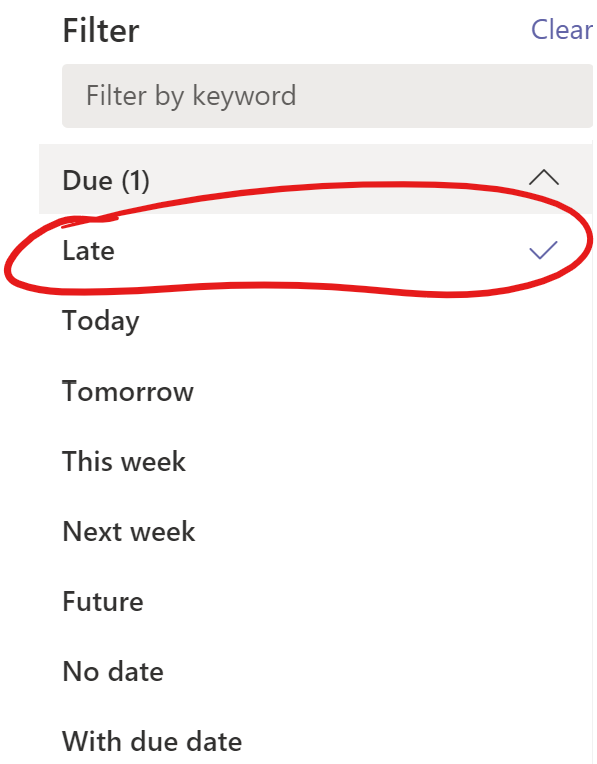 Filter
Clear
Filter by keyword
Due (1)
Late
Today
Tomorrow
This week
Next week
Future
No date
With due date